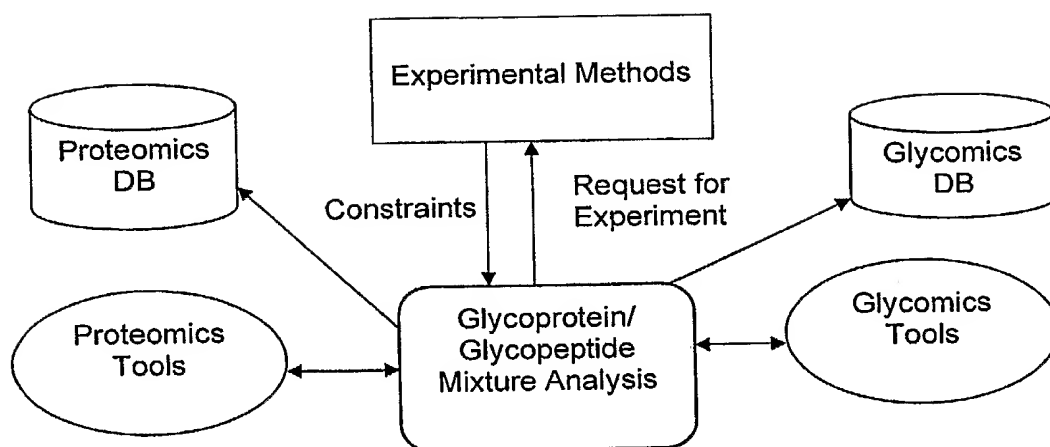 Experimental Methods
Proteomics
DB
Glycomics
DB
Constraints
Request for
Experiment
Proteomics
Tools
Glycoprotein/
Glycopeptide
Mixture Analysis
Glycomics
Tools